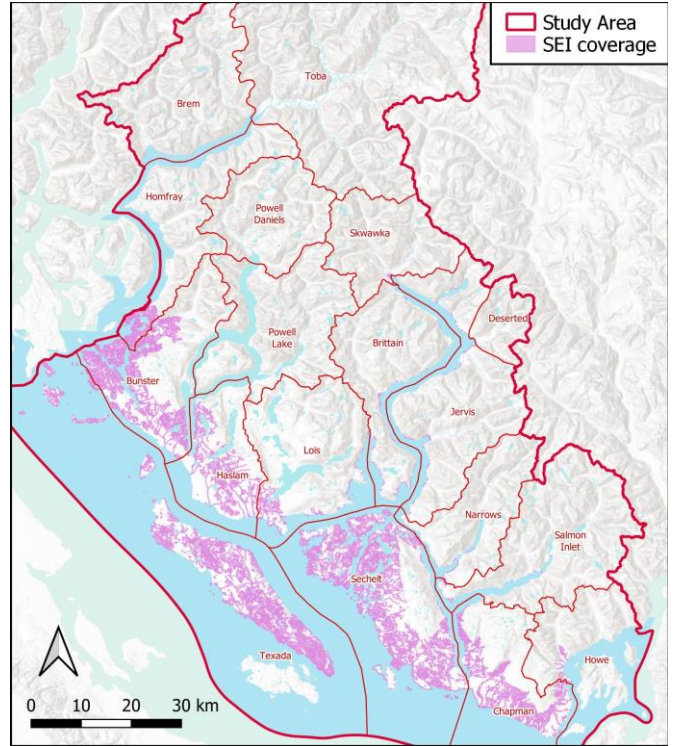 Study Area
SEI coverage
Toba
Brem
Homfray
Powell
Daniels
Skwawka
Deserted
Powell
Lake
Brittain
Bunster
Jervis
Lois
Haslam
Narrows
Salmon
Inlet
Sechelt
Texada
Howe
Chapman
0 10 20 30 km